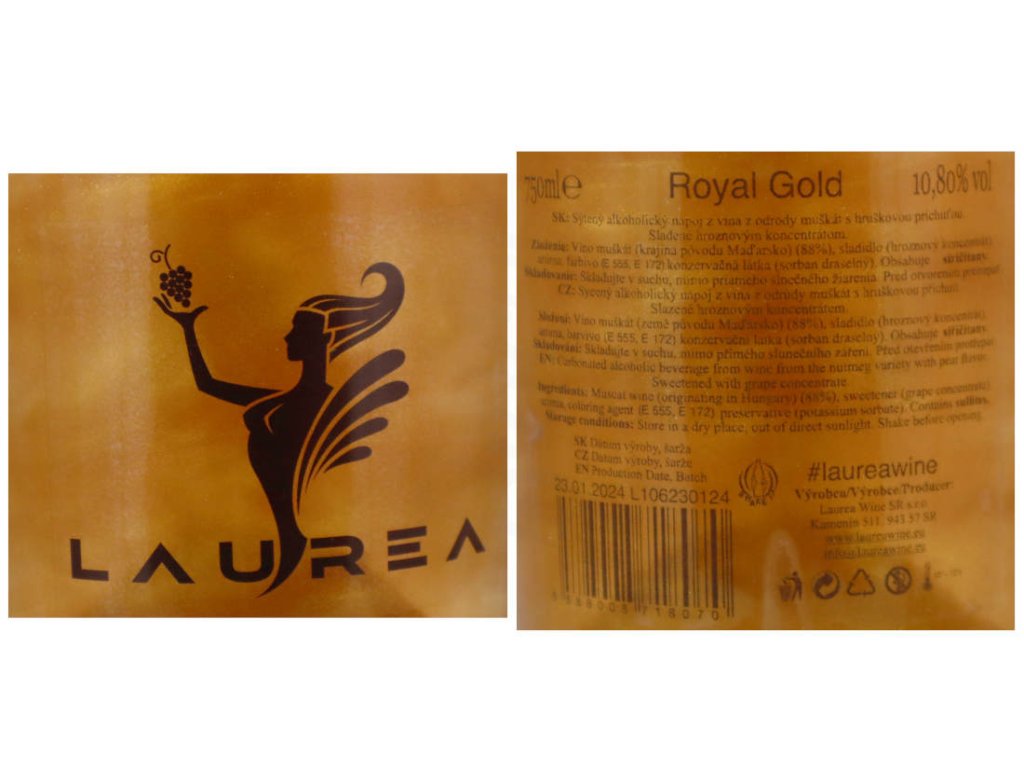 LAUREA
750ml e
Royal Gold
10,80% vol
SK: Sýtený alkoholický nápoj z vína z odrody muškát s hruškovou príchuťou.
Sladené hroznovým koncentrátom.
Zloženie: Víno muškát (krajina pôvodu Maďarsko) (88%), sladidlo (hroznový koncentrát)
aróma, farbivo (E 555, E 172) konzervačná látka (sorban draselný). Obsahuje siričitany.
Skladovanie: Skladujte v suchu, mimo priameho slnečného žiarenia. Pred otvorením pretrepať
CZ: Sycený alkoholický nápoj z vína z odrůdy muškát s hruškovou příchutí.
Slazené hroznovým koncentrátem.
Složení: Víno muškát (země původu Maďarsko) (88%), sladidlo (hroznový koncentrát),
aroma, barvivo (E 555, E 172) konzervační látka (sorban draselný). Obsahuje siřičitany.
Skladování: Skladujte v suchu, mimo přímého slunečního záření. Před otevřením protřepat
EN: Carbonated alcoholic beverage from wine from the nutmeg variety with pear flavor.
Sweetened with grape concentrate.
Ingredients: Muscat wine (originating in Hungary) (88%), sweetener (grape concentrate)
aroma, coloring agent (E 555, E 172) preservative (potassium sorbate). Contains sulfites.
Storage conditions: Store in a dry place, out of direct sunlight. Shake before opening.
SK Dátum výroby, šarža
CZ Datum výroby, šarže
EN Production Date, Batch
23.01.2024 L106230124
SHAKE IT
#laureawine
Výrobca/Výrobce/Producer:
Laurea Wine SR s.r.o
Kamenín 511, 943 57 SR
www.laureawine.eu
info@laureawine.eu
718070